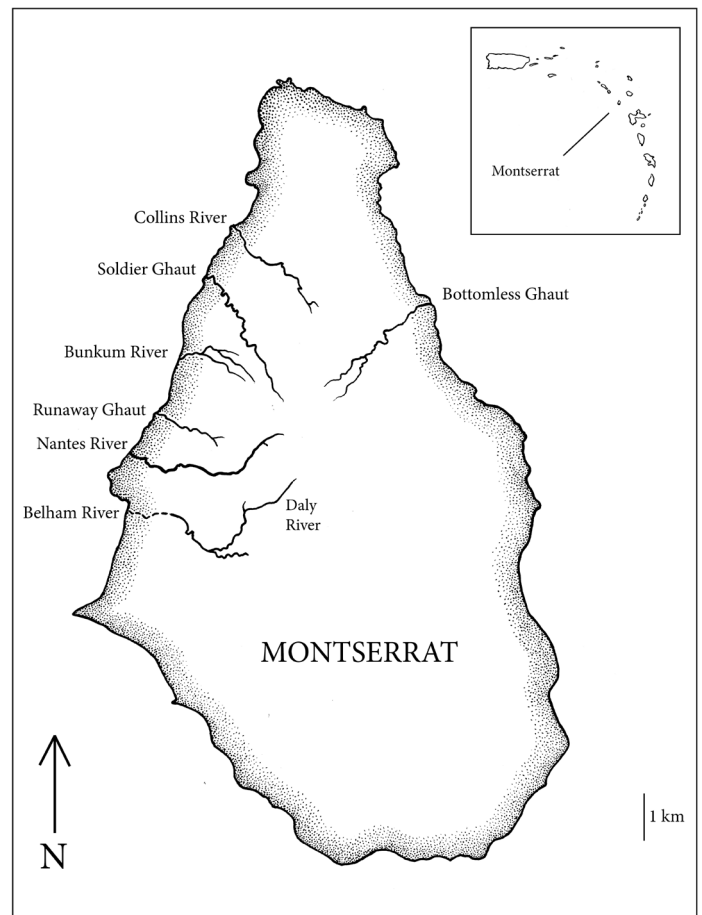 Montserrat
Collins River
Soldier Ghaut
Bottomless Ghaut
Bunkum River
Runaway Ghaut
Nantes River
Belham River
Daly
River
MONTSERRAT
1 km
N